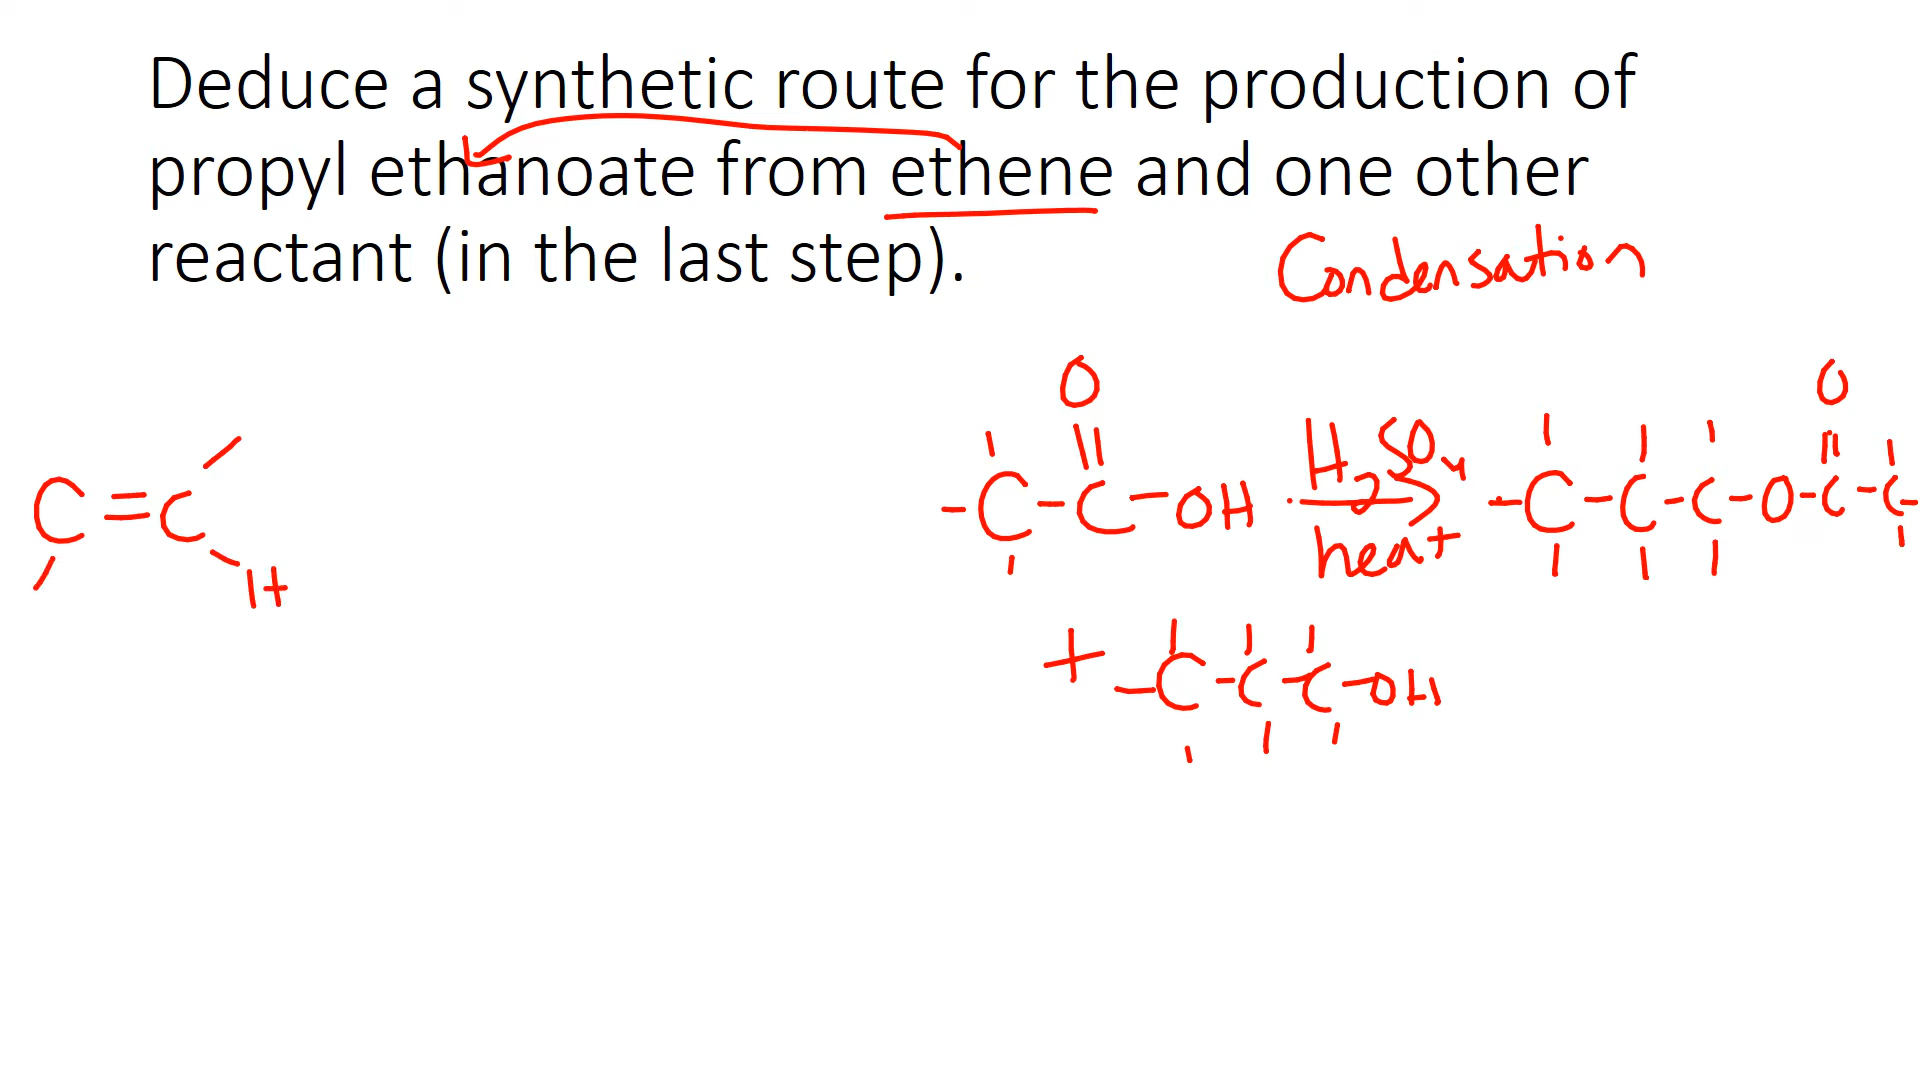 Deduce a synthetic route for the production of
propyl ethanoate from ethene and one other
reactant (in the last step).
Condensation
O O
C=C H
-C-C-OH H2SO4 heat -C-C-C-O-C-C-
+ -C-C-C-OH